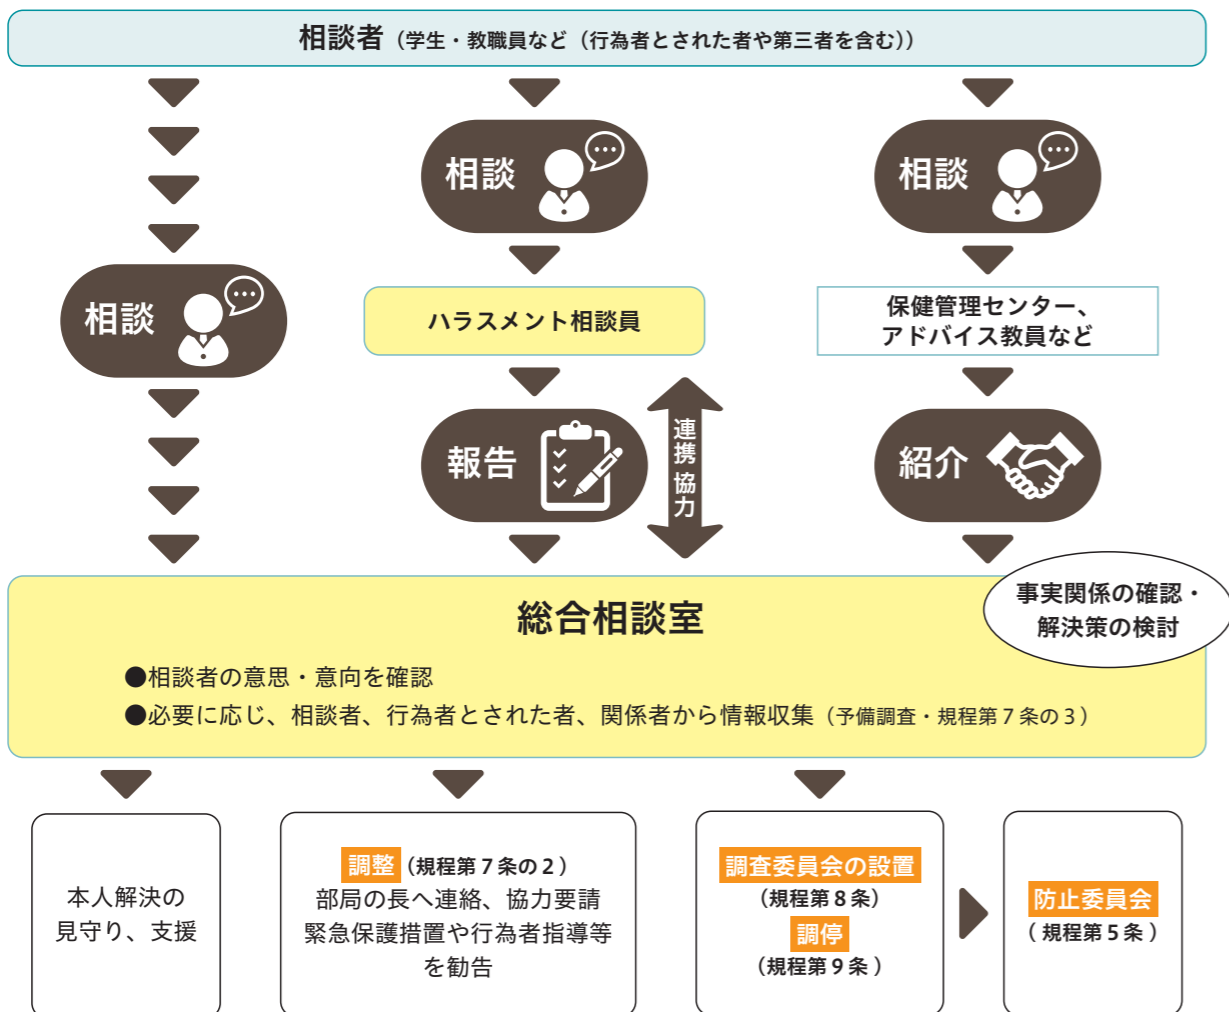 相談者（学生・教職員など（行為者とされた者や第三者を含む））
相談
相談
相談
ハラスメント相談員
保健管理センター、
アドバイス教員など
報告
連携 協力
紹介
総合相談室
事実関係の確認・
解決策の検討
●相談者の意思・意向を確認
●必要に応じ、相談者、行為者とされた者、関係者から情報収集（予備調査・規程第７条の３）
本人解決の
見守り、支援
調整（規程第７条の２）
部局の長へ連絡、協力要請
緊急保護措置や行為者指導等
を勧告
調査委員会の設置
（規程第８条）
調停
（規程第９条）
防止委員会
（規程第５条）